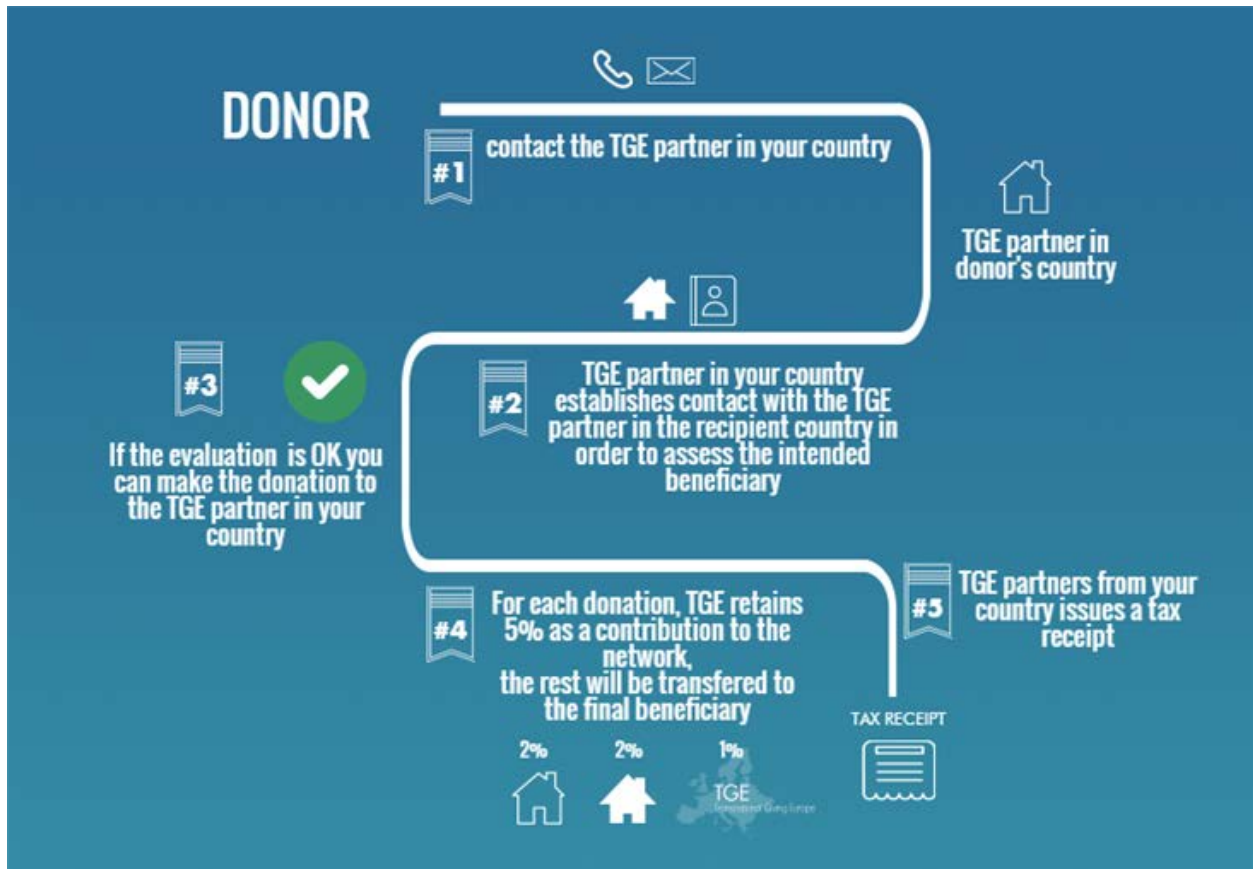 DONOR
#1
contact the TGE partner in your country
TGE partner in
donor's country
#2
TGE partner in your country
establishes contact with the TGE
partner in the recipient country in
order to assess the intended
beneficiary
#3
If the evaluation is OK you
can make the donation to
the TGE partner in your
country
#4
For each donation, TGE retains
5% as a contribution to the
network,
the rest will be transfered to
the final beneficiary
2%
2%
1%
TGE
Transnational Giving Europe
#5
TGE partners from your
country issues a tax
receipt
TAX RECEIPT